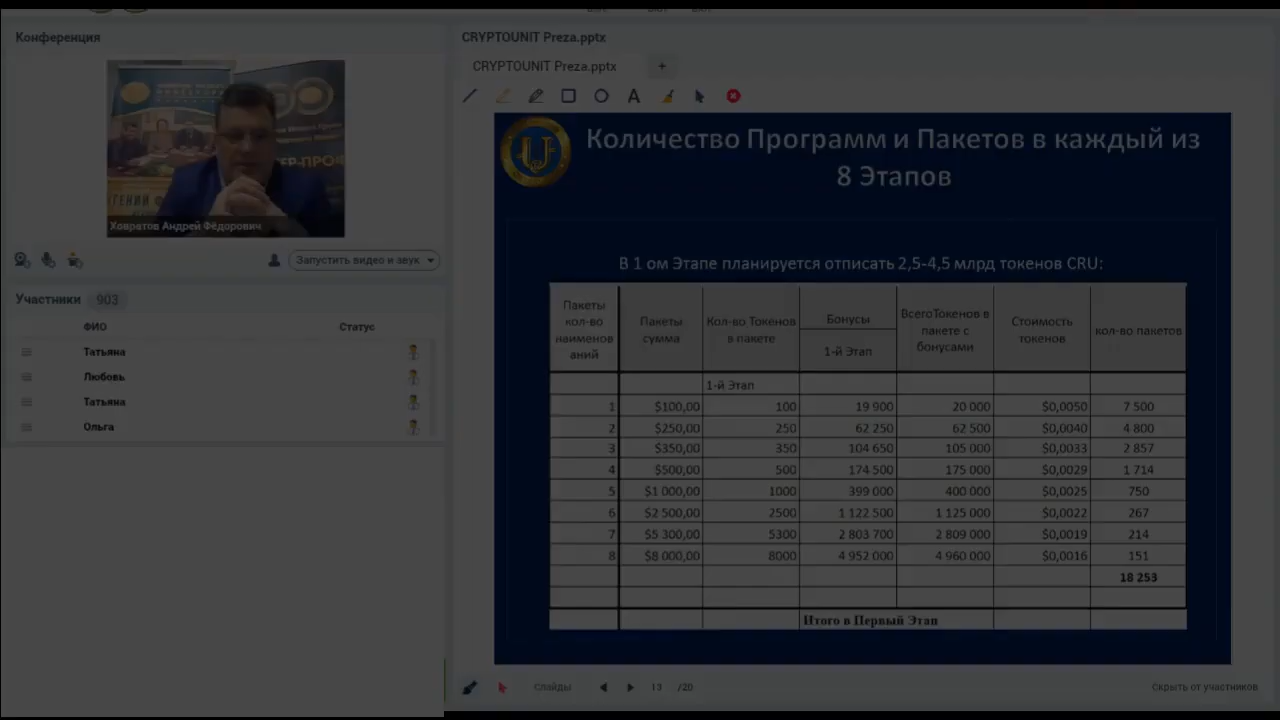 Конференция
Ховратов Андрей Фёдорович
Запустить видео и звук
Участники 903
ФИО Статус
Татьяна
Любовь
Татьяна
Ольга
CRYPTOUNIT Preza.pptx
CRYPTOUNIT Preza.pptx +
A
Количество Программ и Пакетов в каждый из
8 Этапов
В 1 ом Этапе планируется отписать 2,5-4,5 млрд токенов CRU:
Пакеты кол-во наименов аний Пакеты сумма Кол-во Токенов в пакете Бонусы 1-й Этап ВсегоТокенов в пакете с бонусами Стоимость токенов кол-во пакетов
1-й Этап
1 $100,00 100 19 900 20 000 $0,0050 7 500
2 $250,00 250 62 250 62 500 $0,0040 4 800
3 $350,00 350 104 650 105 000 $0,0033 2 857
4 $500,00 500 174 500 175 000 $0,0029 1 714
5 $1 000,00 1000 399 000 400 000 $0,0025 750
6 $2 500,00 2500 1 122 500 1 125 000 $0,0022 267
7 $5 300,00 5300 2 803 700 2 809 000 $0,0019 214
8 $8 000,00 8000 4 952 000 4 960 000 $0,0016 151
18 253
Итого в Первый Этап
Слайды 13 /20 Скрыть от участников